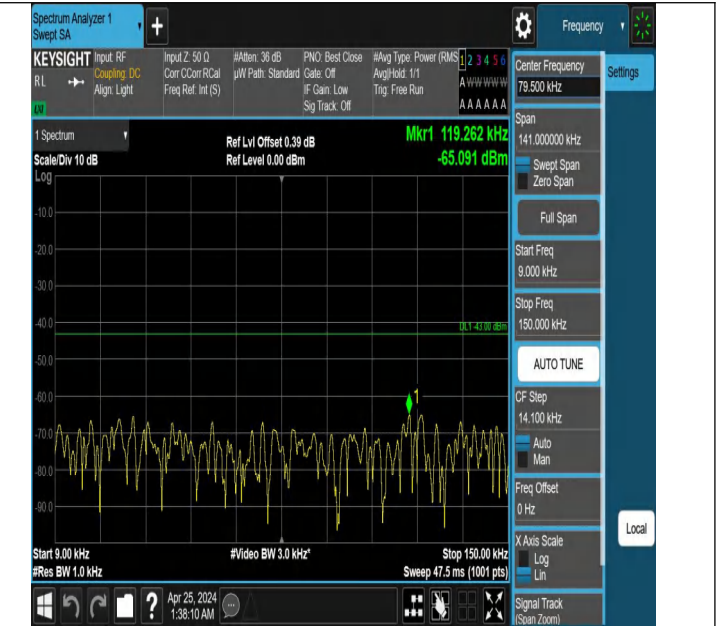 Spectrum Analyzer 1
Swept SA
+
Frequency
KEYSIGHT
RL
Input: RF
Coupling: DC
Align: Light
Input Z: 50 Ω
Corr CCorr RCal
Freq Ref: Int (S)
#Atten: 36 dB
µW Path: Standard
PNO: Best Close
Gate: Off
IF Gain: Low
Sig Track: Off
#Avg Type: Power (RMS
Avg|Hold: 1/1
Trig: Free Run
1 2 3 4 5 6
A W W W W W
A A A A A A
1 Spectrum
Scale/Div 10 dB
Log
Ref Lvl Offset 0.39 dB
Ref Level 0.00 dBm
Mkr1 119.262 kHz
-65.091 dBm
-10.0
-20.0
-30.0
-40.0
DL1 -43.00 dBm
-50.0
-60.0
1
-70.0
-80.0
-90.0
Start 9.00 kHz
#Res BW 1.0 kHz
#Video BW 3.0 kHz*
Stop 150.00 kHz
Sweep 47.5 ms (1001 pts)
?
Apr 25, 2024
1:38:10 AM
Center Frequency
79.500 kHz
Settings
Span
141.000000 kHz
Swept Span
Zero Span
Full Span
Start Freq
9.000 kHz
Stop Freq
150.000 kHz
AUTO TUNE
CF Step
14.100 kHz
Auto
Man
Freq Offset
0 Hz
X Axis Scale
Log
Lin
Local
Signal Track
(Span Zoom)